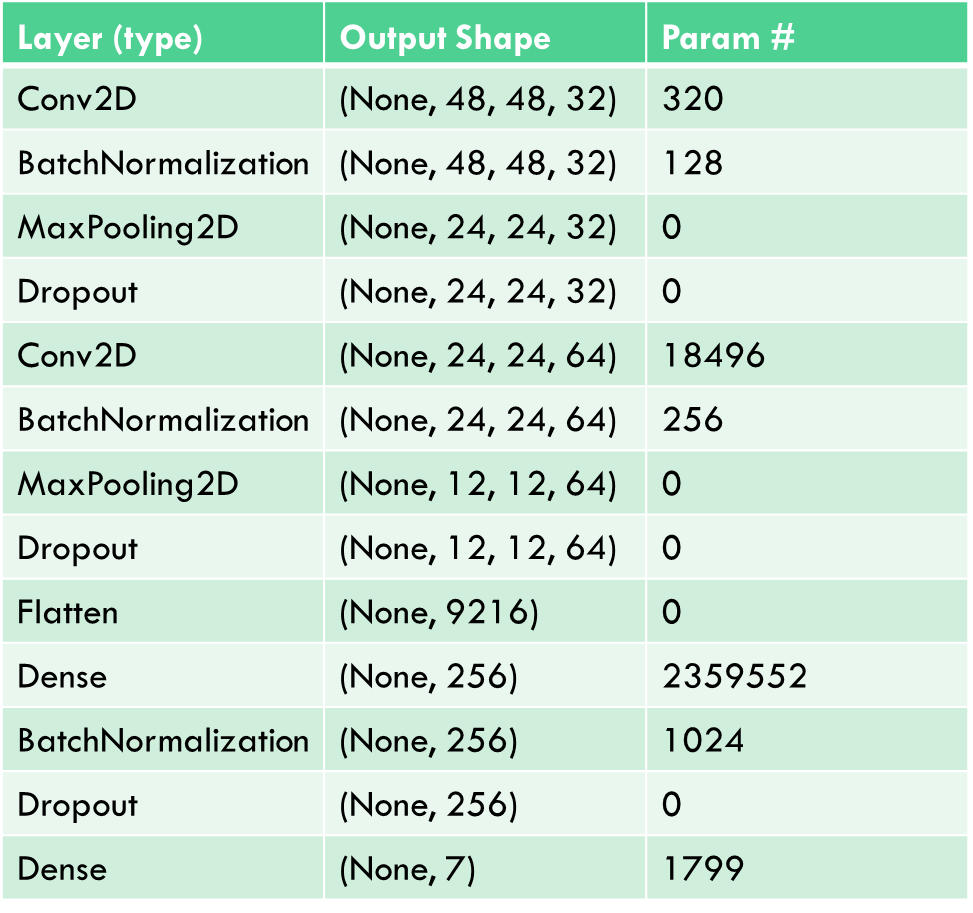 Layer (type) Output Shape Param #
Conv2D (None, 48, 48, 32) 320
BatchNormalization (None, 48, 48, 32) 128
MaxPooling2D (None, 24, 24, 32) 0
Dropout (None, 24, 24, 32) 0
Conv2D (None, 24, 24, 64) 18496
BatchNormalization (None, 24, 24, 64) 256
MaxPooling2D (None, 12, 12, 64) 0
Dropout (None, 12, 12, 64) 0
Flatten (None, 9216) 0
Dense (None, 256) 2359552
BatchNormalization (None, 256) 1024
Dropout (None, 256) 0
Dense (None, 7) 1799